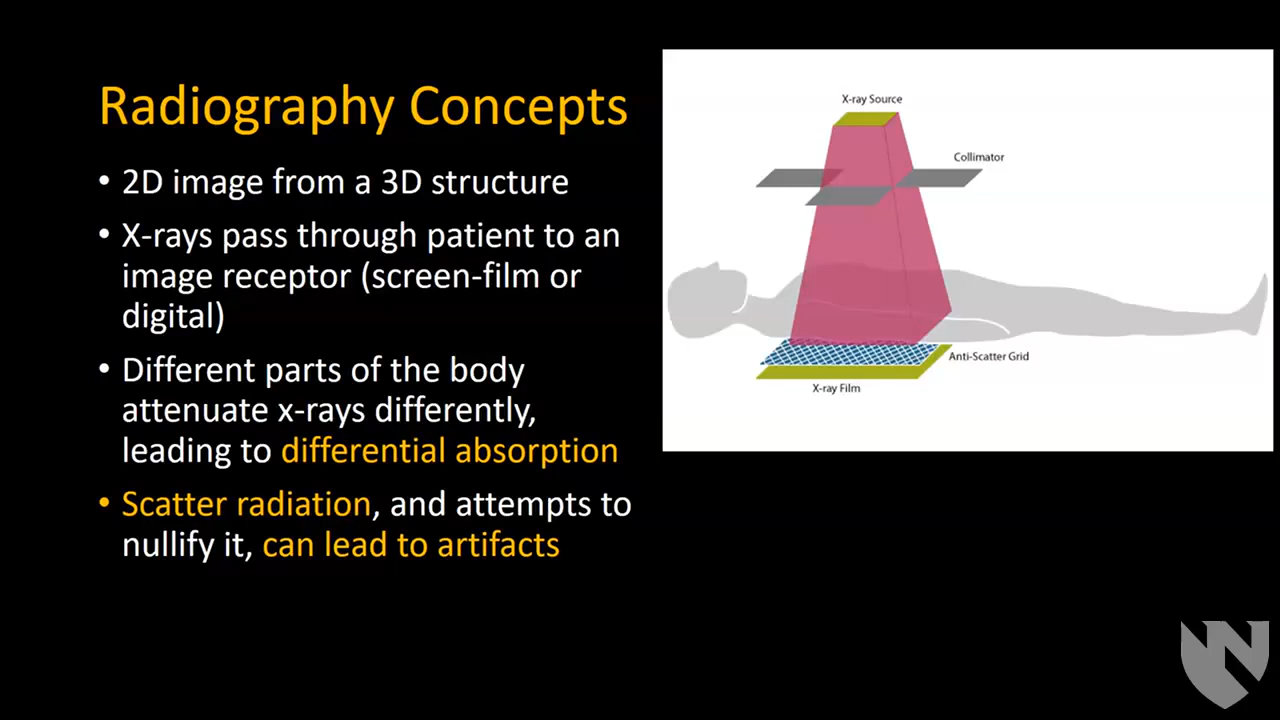 Radiography Concepts
• 2D image from a 3D structure
• X-rays pass through patient to an
image receptor (screen-film or
digital)
• Different parts of the body
attenuate x-rays differently,
leading to differential absorption
• Scatter radiation, and attempts to
nullify it, can lead to artifacts
X-ray Source
Collimator
Anti-Scatter Grid
X-ray Film
N